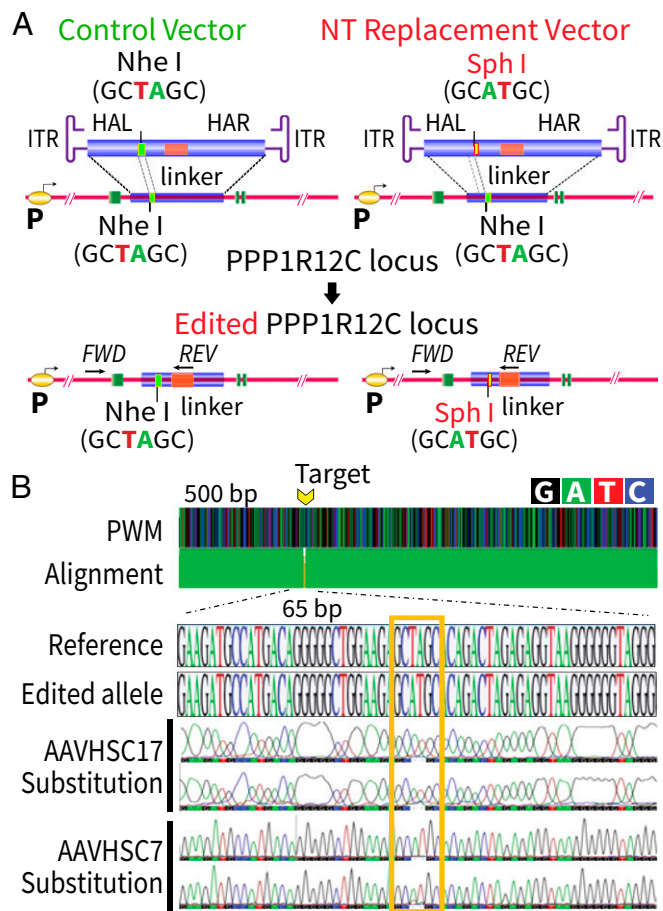 A
Control Vector NT Replacement Vector
Nhe I Sph I
(GCTAGC) (GCATGC)
HAL HAR HAL HAR
ITR ITR ITR ITR
linker linker
P P
Nhe I Nhe I
(GCTAGC) (GCTAGC)
PPP1R12C locus
Edited PPP1R12C locus
FWD REV FWD REV
P P
Nhe I linker Sph I linker
(GCTAGC) (GCATGC)
B
500 bp Target G A T C
PWM
Alignment
65 bp
Reference GAAGATGCCATGACAGGGGGCTGGAAGAGCTAGCCAGACTAGAGAGGTAAGGGGGGTAGGG
Edited allele GAAGATGCCATGACAGGGGGCTGGAAGAGCATGCCAGACTAGAGAGGTAAGGGGGGTAGGG
AAVHSC17
Substitution
AAVHSC7
Substitution